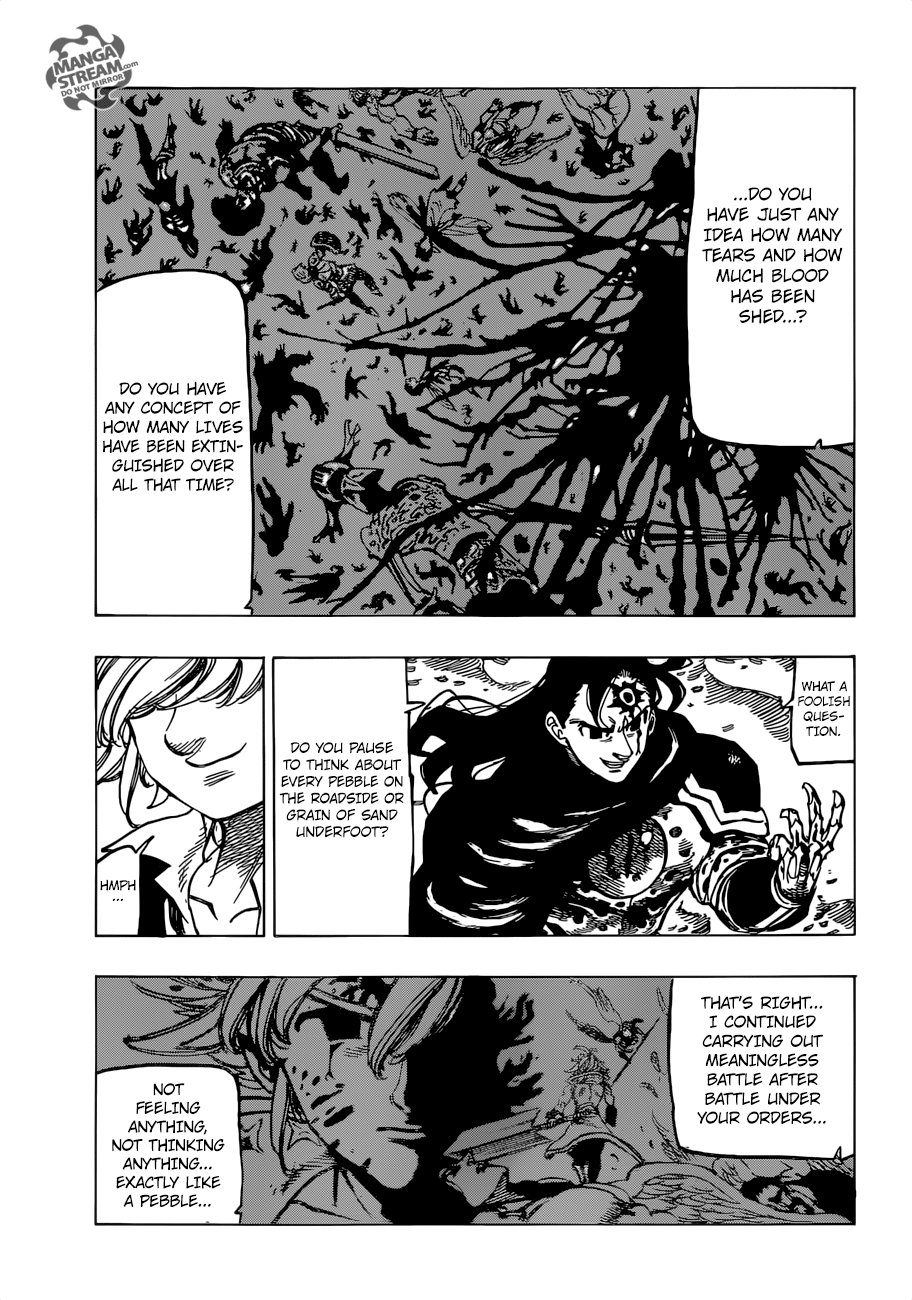 MANGA
STREAM.com
DO NOT MIRROR
...DO YOU
HAVE JUST ANY
IDEA HOW MANY
TEARS AND HOW
MUCH BLOOD
HAS BEEN
SHED...?
DO YOU HAVE
ANY CONCEPT OF
HOW MANY LIVES
HAVE BEEN EXTIN-
GUISHED OVER
ALL THAT TIME?
WHAT A
FOOLISH
QUES-
TION.
DO YOU PAUSE
TO THINK ABOUT
EVERY PEBBLE ON
THE ROADSIDE OR
GRAIN OF SAND
UNDERFOOT?
HMPH
...
THAT'S RIGHT...
I CONTINUED
CARRYING OUT
MEANINGLESS
BATTLE AFTER
BATTLE UNDER
YOUR ORDERS...
NOT
FEELING
ANYTHING,
NOT THINKING
ANYTHING...
EXACTLY LIKE
A PEBBLE...